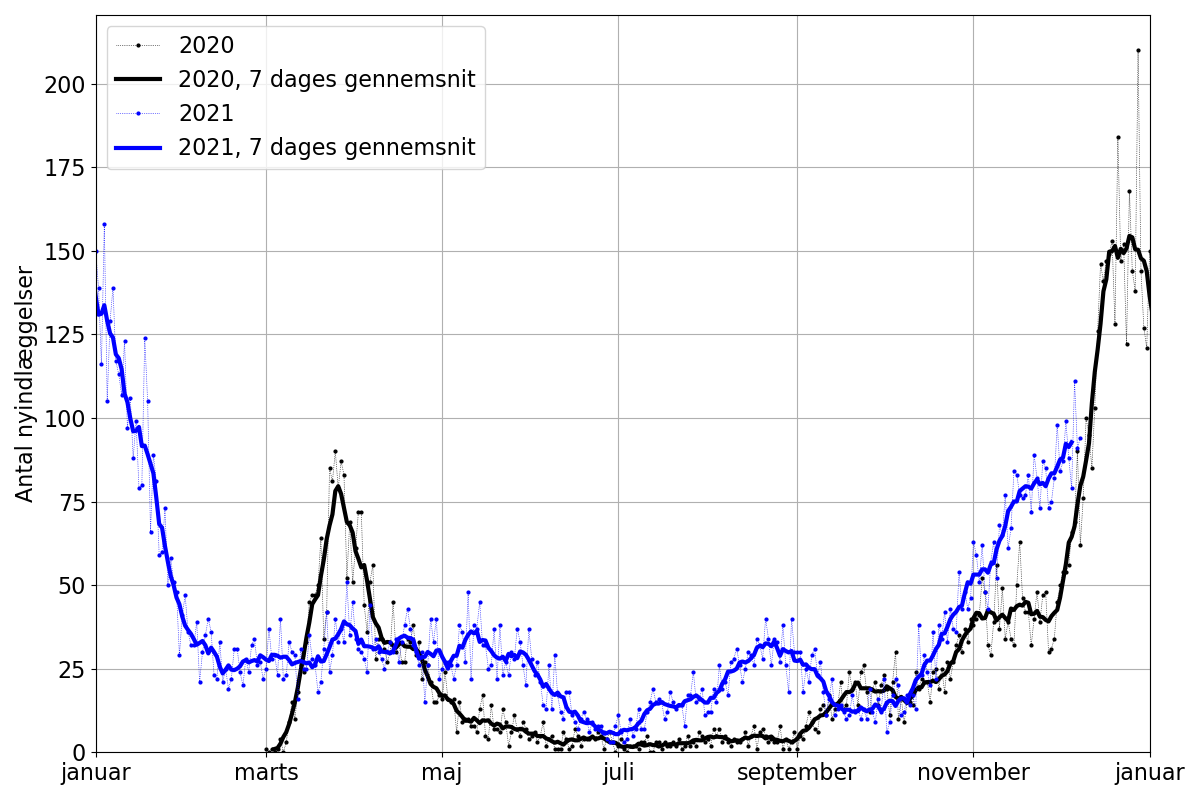 2020
2020, 7 dages gennemsnit
2021
2021, 7 dages gennemsnit
Antal nyindlæggelser
200
175
150
125
100
75
50
25
0
januar marts maj juli september november januar